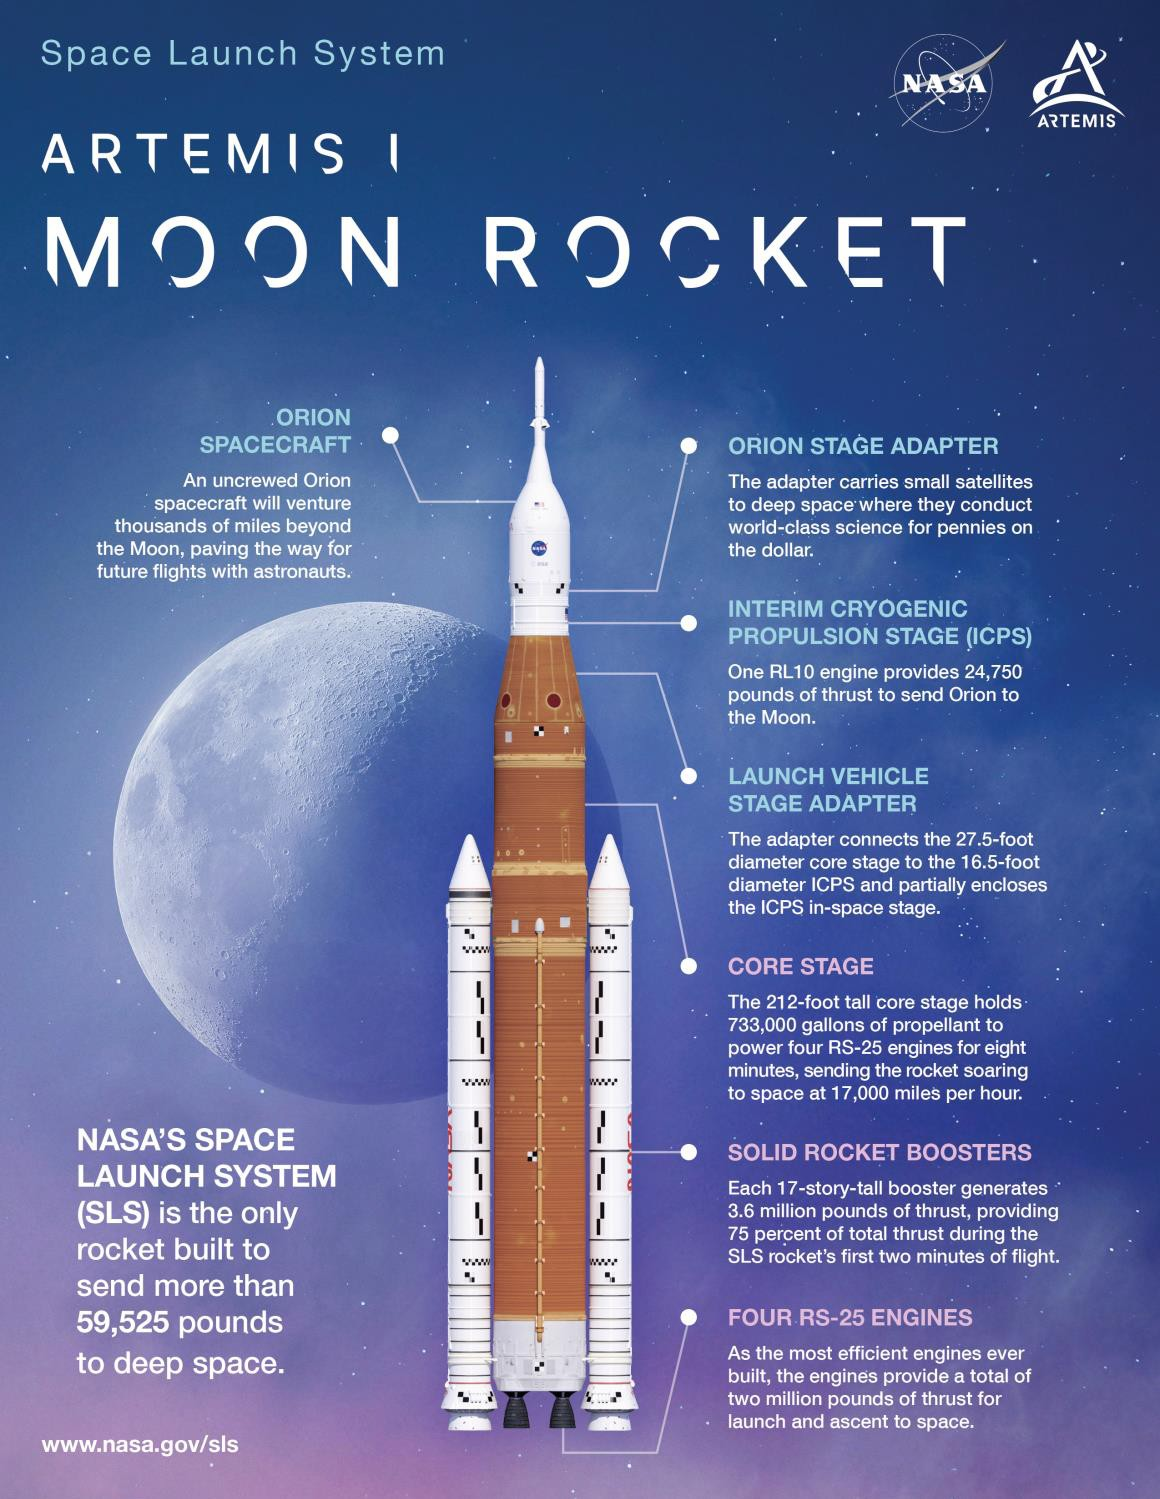 Space Launch System
NASA
ARTEMIS
ARTEMIS I
MOON ROCKET
ORION
SPACECRAFT
An uncrewed Orion
spacecraft will venture
thousands of miles beyond
the Moon, paving the way for
future flights with astronauts.
ORION STAGE ADAPTER
The adapter carries small satellites
to deep space where they conduct
world-class science for pennies on
the dollar.
INTERIM CRYOGENIC
PROPULSION STAGE (ICPS)
One RL10 engine provides 24,750
pounds of thrust to send Orion to
the Moon.
LAUNCH VEHICLE
STAGE ADAPTER
The adapter connects the 27.5-foot
diameter core stage to the 16.5-foot
diameter ICPS and partially encloses
the ICPS in-space stage.
CORE STAGE
The 212-foot tall core stage holds
733,000 gallons of propellant to
power four RS-25 engines for eight
minutes, sending the rocket soaring
to space at 17,000 miles per hour.
SOLID ROCKET BOOSTERS
Each 17-story-tall booster generates
3.6 million pounds of thrust, providing
75 percent of total thrust during the
SLS rocket's first two minutes of flight.
FOUR RS-25 ENGINES
As the most efficient engines ever
built, the engines provide a total of
two million pounds of thrust for
launch and ascent to space.
NASA'S SPACE
LAUNCH SYSTEM
(SLS) is the only
rocket built to
send more than
59,525 pounds
to deep space.
www.nasa.gov/sls
NASA